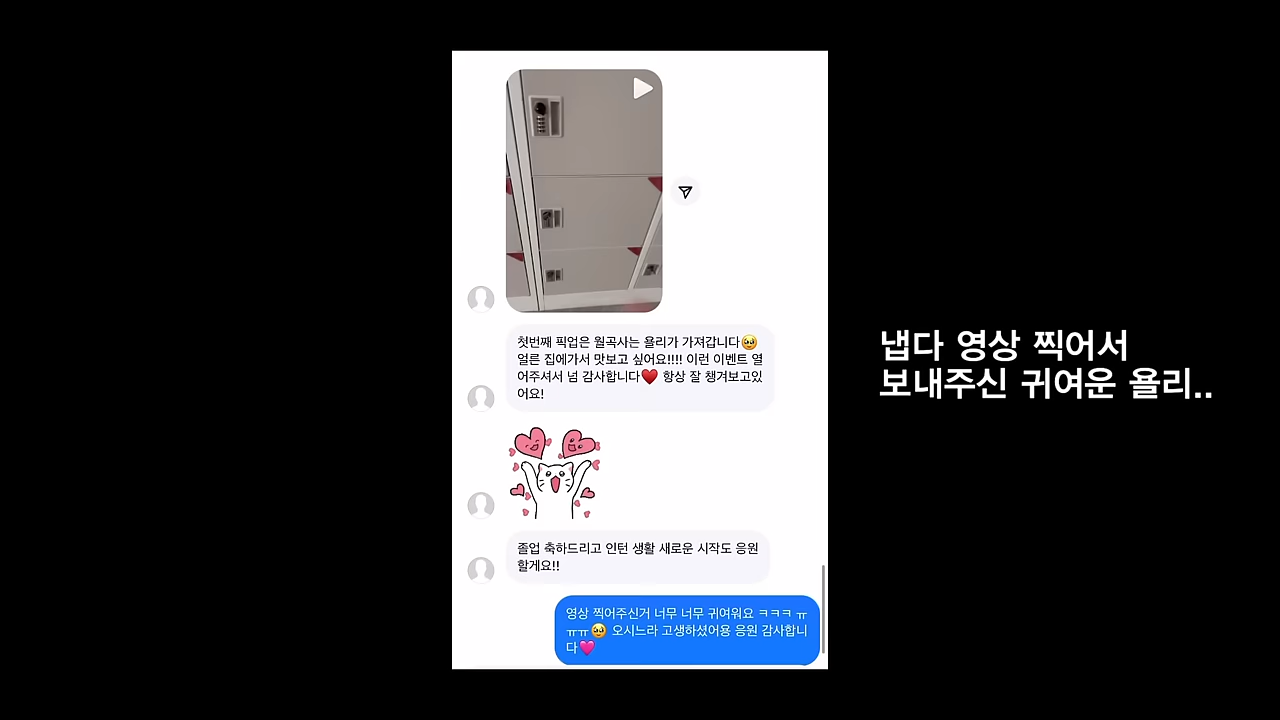 첫번째 픽업은 월곡사는 욜리가 가져갑니다🥹
얼른 집에가서 맛보고 싶어요!!!! 이런 이벤트 열
어주셔서 넘 감사합니다❤️ 항상 잘 챙겨보고있
어요!
졸업 축하드리고 인턴 생활 새로운 시작도 응원
할게요!!
영상 찍어주신거 너무 너무 귀여워요 ㅋㅋㅋ ㅠ
ㅠㅠ🥹 오시느라 고생하셨어용 응원 감사합니
다💗
냅다 영상 찍어서
보내주신 귀여운 욜리..